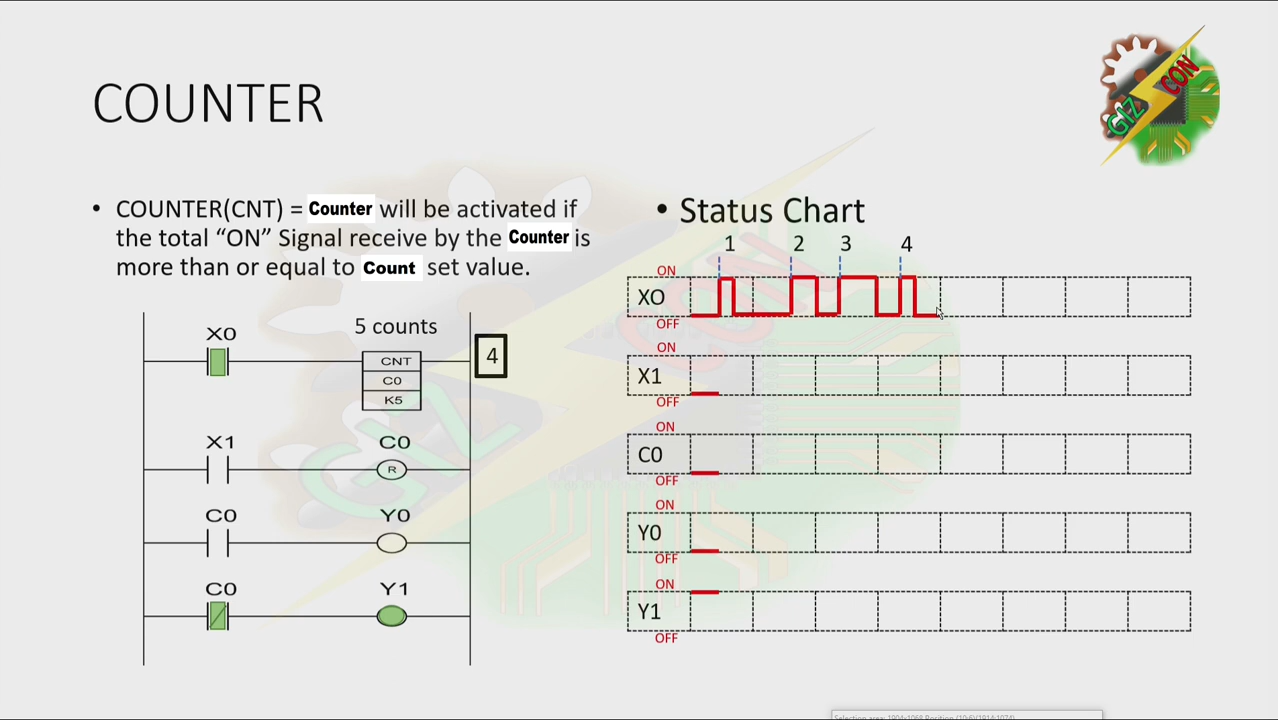 COUNTER
GIZ
CON
• COUNTER(CNT) = Counter will be activated if
the total “ON” Signal receive by the Counter is
more than or equal to Count set value.
X0
5 counts
CNT
C0
K5
4
X1
C0
R
C0
Y0
C0
Y1
• Status Chart
1 2 3 4
ON
XO
OFF
ON
X1
OFF
ON
C0
OFF
ON
Y0
OFF
ON
Y1
OFF